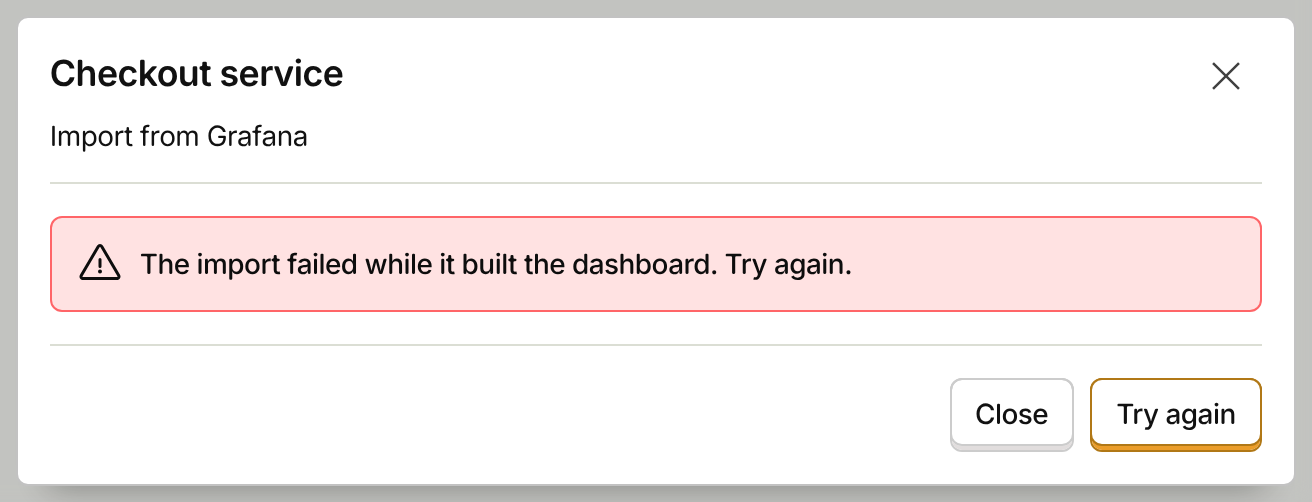 Checkout service
Import from Grafana
The import failed while it built the dashboard. Try again.
Close
Try again